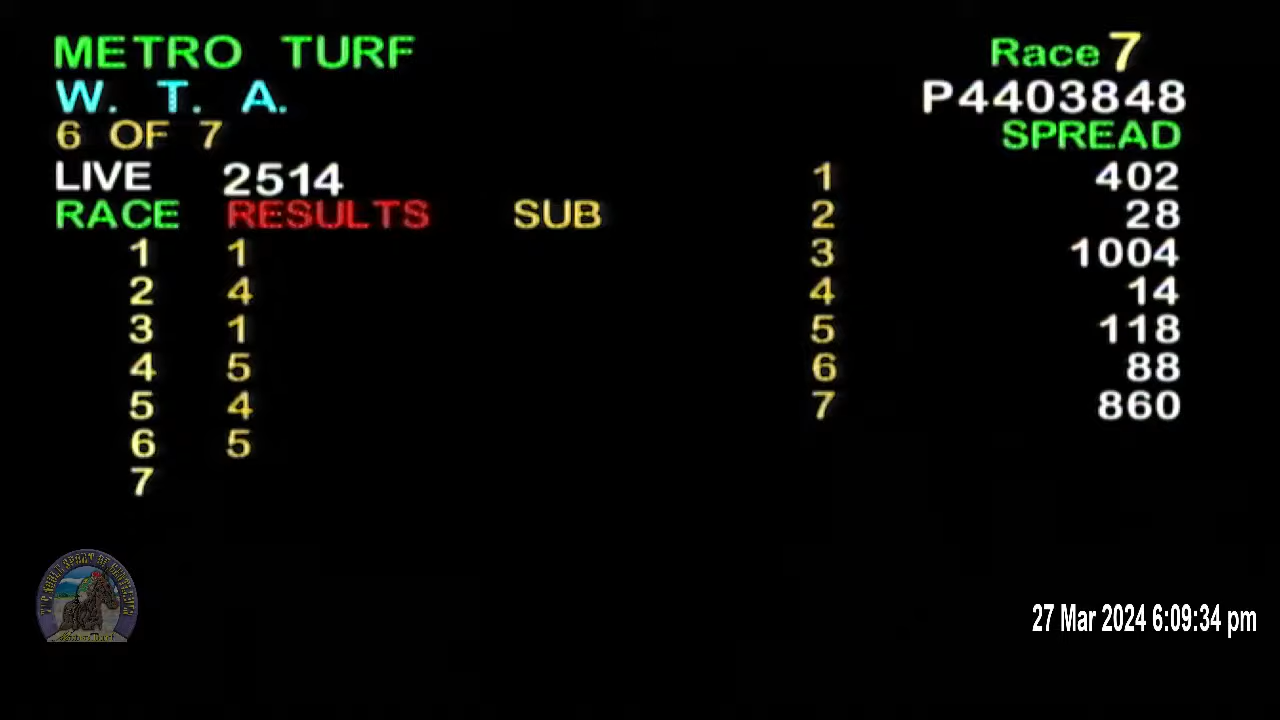 METRO TURF Race 7
W. T. A. P4403848
6 OF 7 SPREAD
LIVE 2514 1 402
RACE RESULTS SUB 2 28
1 1 3 1004
2 4 4 14
3 1 5 118
4 5 6 88
5 4 7 860
6 5
7
27 Mar 2024 6:09:34 pm